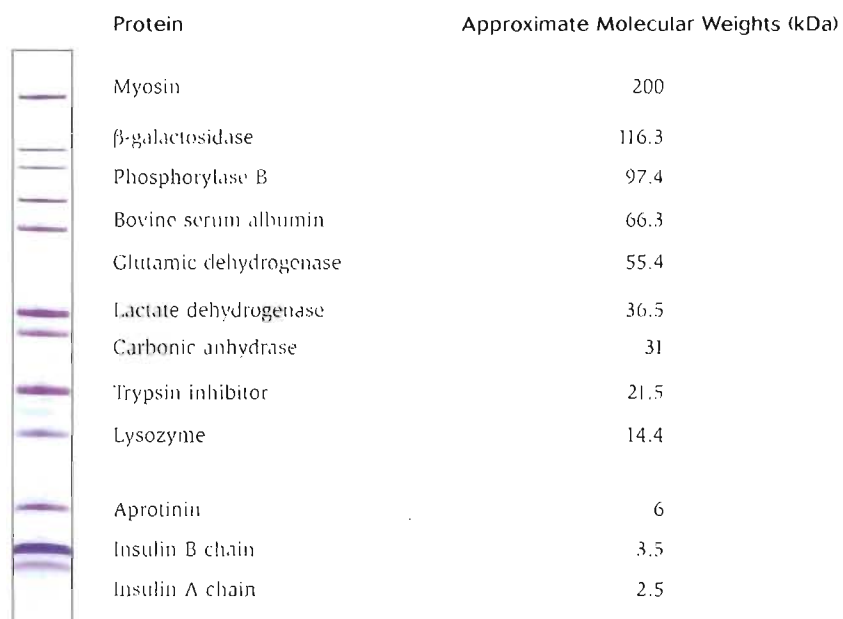 Protein Approximate Molecular Weights (kDa)
Myosin 200
β-galactosidase 116.3
Phosphorylase B 97.4
Bovine serum albumin 66.3
Glutamic dehydrogenase 55.4
Lactate dehydrogenase 36.5
Carbonic anhydrase 31
Trypsin inhibitor 21.5
Lysozyme 14.4
Aprotinin 6
Insulin B chain 3.5
Insulin A chain 2.5